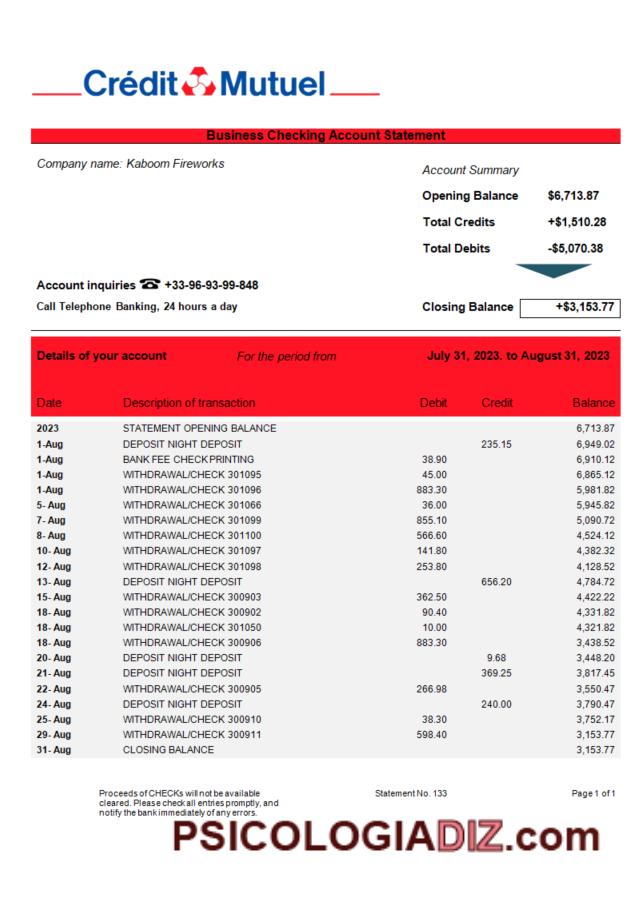 Crédit Mutuel
Business Checking Account Statement
Company name: Kaboom Fireworks
Account Summary
Opening Balance $6,713.87
Total Credits +$1,510.28
Total Debits -$5,070.38
Account inquiries ☎ +33-96-93-99-848
Call Telephone Banking, 24 hours a day
Closing Balance +$3,153.77
Details of your account For the period from July 31, 2023. to August 31, 2023
Date Description of transaction Debit Credit Balance
2023 STATEMENT OPENING BALANCE 6,713.87
1-Aug DEPOSIT NIGHT DEPOSIT 235.15 6,949.02
1-Aug BANK FEE CHECK PRINTING 38.90 6,910.12
1-Aug WITHDRAWAL/CHECK 301095 45.00 6,865.12
1-Aug WITHDRAWAL/CHECK 301096 883.30 5,981.82
5- Aug WITHDRAWAL/CHECK 301066 36.00 5,945.82
7- Aug WITHDRAWAL/CHECK 301099 855.10 5,090.72
8- Aug WITHDRAWAL/CHECK 301100 566.60 4,524.12
10- Aug WITHDRAWAL/CHECK 301097 141.80 4,382.32
12- Aug WITHDRAWAL/CHECK 301098 253.80 4,128.52
13- Aug DEPOSIT NIGHT DEPOSIT 656.20 4,784.72
15- Aug WITHDRAWAL/CHECK 300903 362.50 4,422.22
18- Aug WITHDRAWAL/CHECK 300902 90.40 4,331.82
18- Aug WITHDRAWAL/CHECK 301050 10.00 4,321.82
18- Aug WITHDRAWAL/CHECK 300906 883.30 3,438.52
20- Aug DEPOSIT NIGHT DEPOSIT 9.68 3,448.20
21- Aug DEPOSIT NIGHT DEPOSIT 369.25 3,817.45
22- Aug WITHDRAWAL/CHECK 300905 266.98 3,550.47
24- Aug DEPOSIT NIGHT DEPOSIT 240.00 3,790.47
25- Aug WITHDRAWAL/CHECK 300910 38.30 3,752.17
29- Aug WITHDRAWAL/CHECK 300911 598.40 3,153.77
31- Aug CLOSING BALANCE 3,153.77
Proceeds of CHECKs will not be available
cleared. Please check all entries promptly, and
notify the bank immediately of any errors.
Statement No. 133
Page 1 of 1
PSICOLOGIADIZ.com